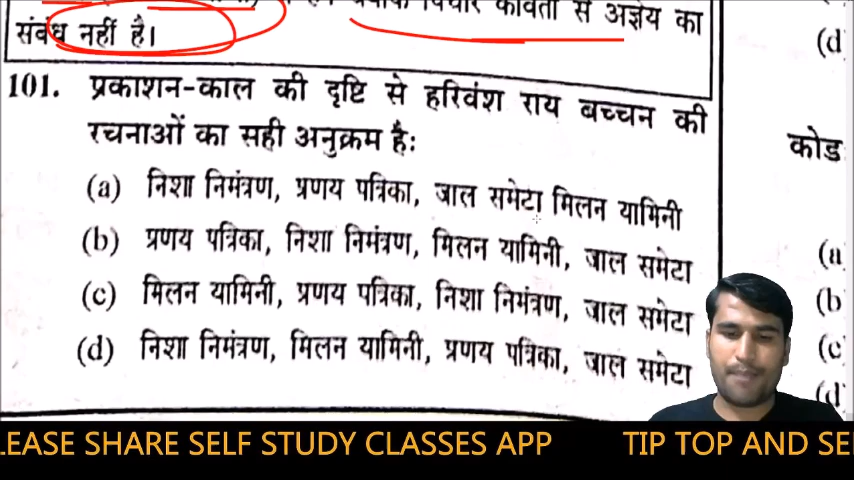 विचार कविता से अज्ञेय का
संबंध नहीं है।
(d
101. प्रकाशन-काल की दृष्टि से हरिवंश राय बच्चन की
रचनाओं का सही अनुक्रम है:
कोड
(a) निशा निमंत्रण, प्रणय पत्रिका, जाल समेटा मिलन यामिनी
(b) प्रणय पत्रिका, निशा निमंत्रण, मिलन यामिनी, जाल समेटा
(a
(c) मिलन यामिनी, प्रणय पत्रिका, निशा निमंत्रण, जाल समेटा
(b
(d) निशा निमंत्रण, मिलन यामिनी, प्रणय पत्रिका, जाल समेटा
(c
(d
LEASE SHARE SELF STUDY CLASSES APP TIP TOP AND SE